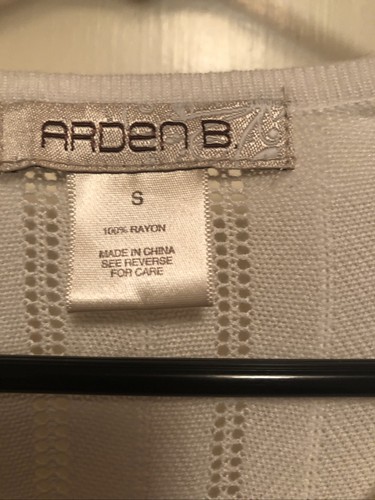 ARDEN B.
S
100% RAYON
MADE IN CHINA
SEE REVERSE
FOR CARE